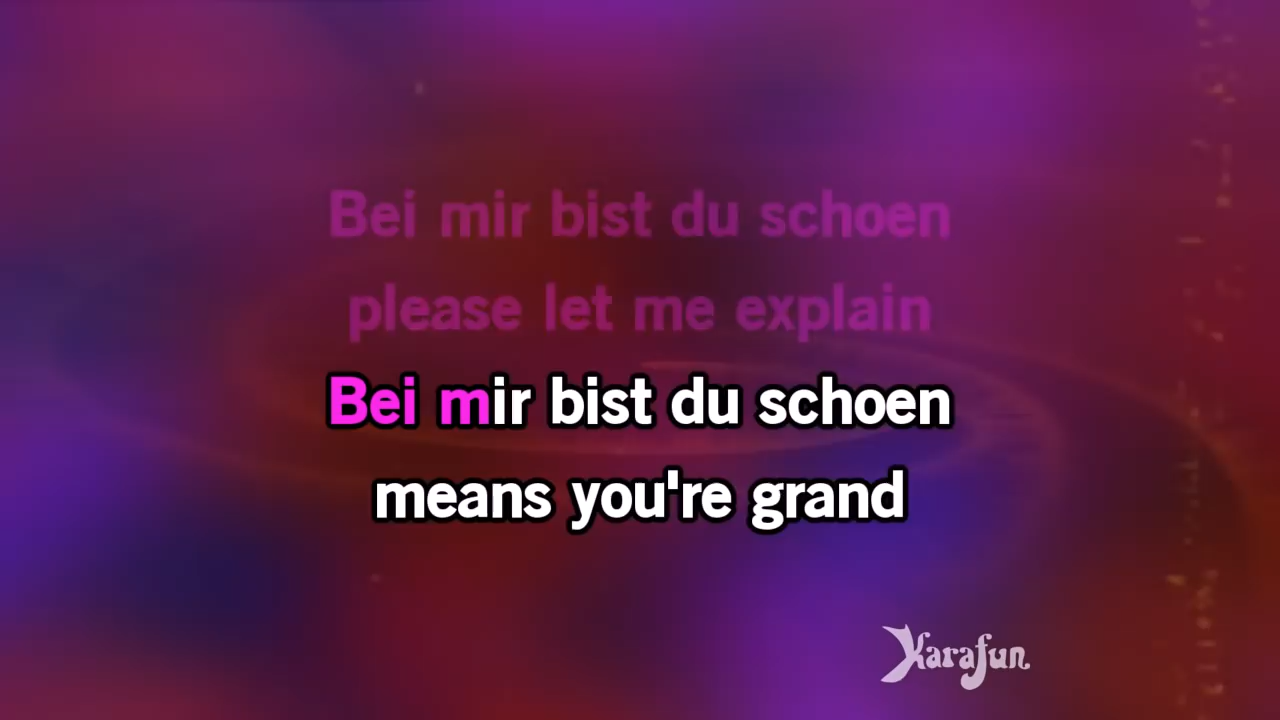 Bei mir bist du schoen
please let me explain
Bei mir bist du schoen
means you're grand
Karafun